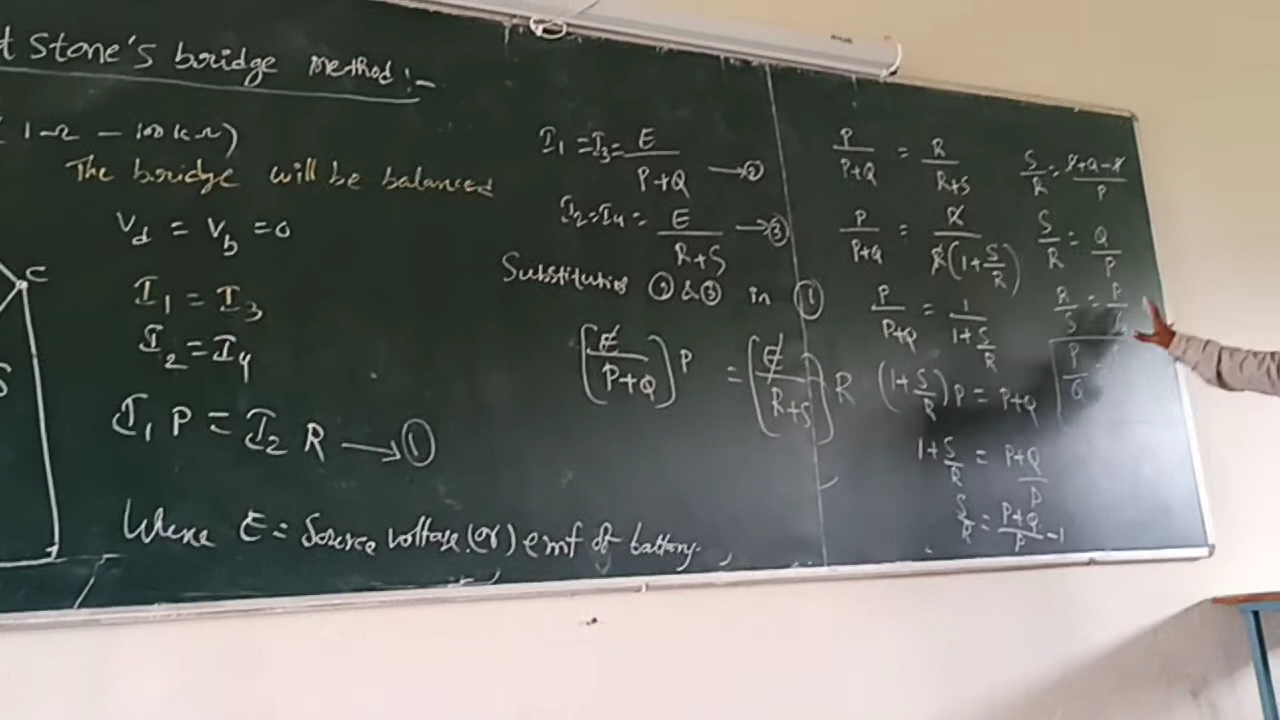 t Stone's bridge method:-
( 1Ω - 100kΩ)
The bridge will be balanced
V_d = V_b = 0
C
I_1 = I_3
I_2 = I_4
S
I_1 P = I_2 R → ①
Where E = Source voltage (or) emf of battery.
I_1 = I_3 = E/(P+Q) → ②
I_2 = I_4 = E/(R+S) → ③
Substituting ② & ③ in ①
(E/(P+Q)) P = (E/(R+S)) R
P/(P+Q) = R/(R+S)
P/(P+Q) = R/(R(1+S/R))
P/(P+Q) = 1/(1+S/R)
(1+S/R) P = P+Q
1+S/R = (P+Q)/P
S/R = (P+Q)/P - 1
S/R = (P+Q-P)/P
S/R = Q/P
R/S = P/
P/Q =